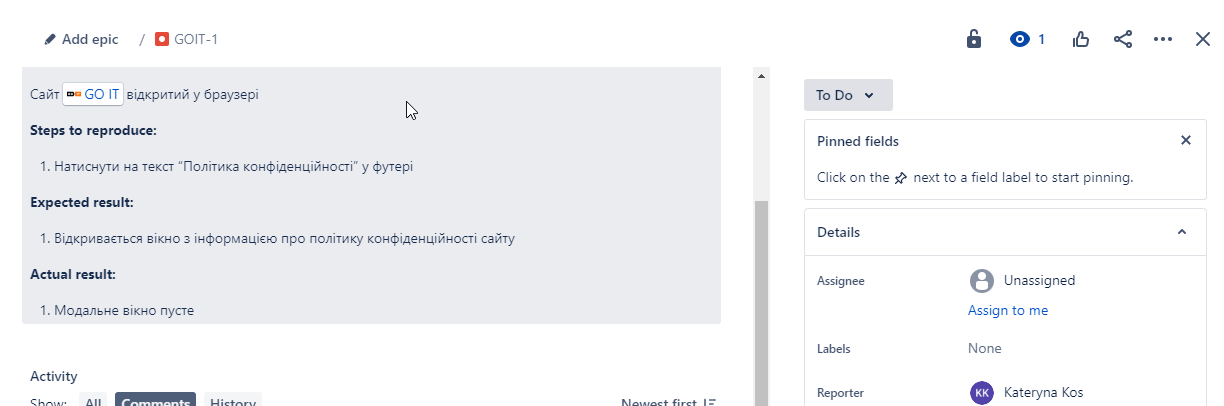 Add epic / GOIT-1
1
Сайт GO IT відкритий у браузері
Steps to reproduce:
1. Натиснути на текст “Політика конфіденційності” у футері
Expected result:
1. Відкривається вікно з інформацією про політику конфіденційності сайту
Actual result:
1. Модальне вікно пусте
Activity
Show: All Comments History Newest first
To Do
Pinned fields
Click on the next to a field label to start pinning.
Details
Assignee Unassigned
Assign to me
Labels None
Reporter KK Kateryna Kos